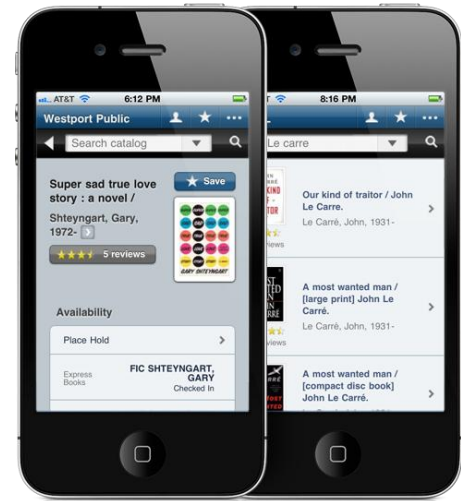 AT&T 6:12 PM
Westport Public
Search catalog
Super sad true love
story : a novel /
Save
Shteyngart, Gary,
1972-
5 reviews
GARY SHTEYNGART
Availability
Place Hold
Express
Books
FIC SHTEYNGART,
GARY
Checked In
T 8:16 PM
Le carre
Our kind of traitor / John
Le Carre.
Le Carré, John, 1931-
A most wanted man /
[large print] John Le
Carré.
Le Carré, John, 1931-
A most wanted man /
[compact disc book]
John Le Carré.